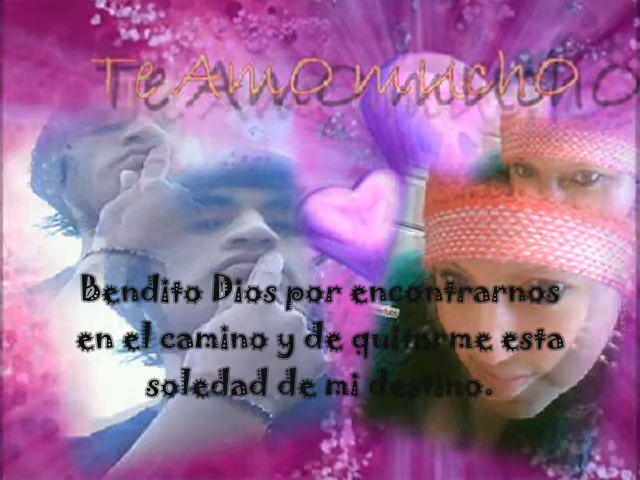 Te Amo mucho
Bendito Dios por encontrarnos
en el camino y de quitarme esta
soledad de mi destino.